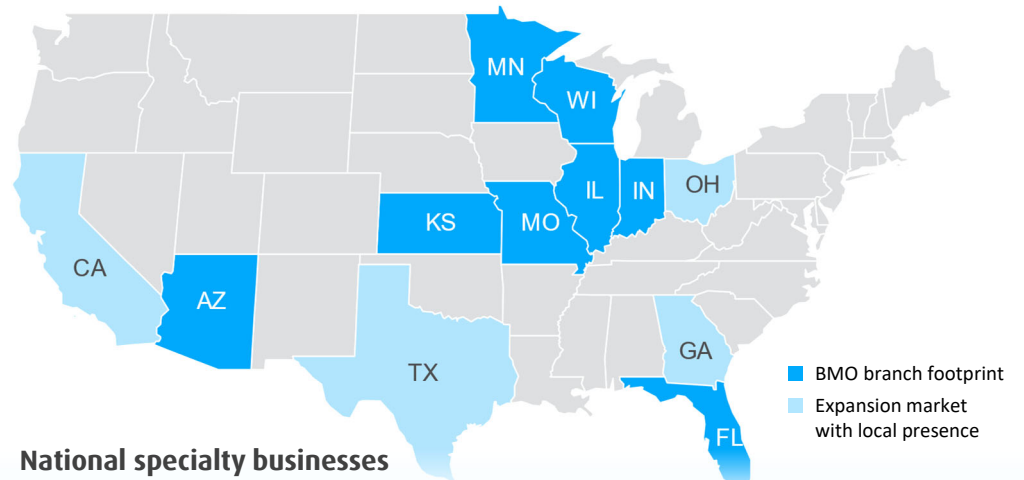 MN
WI
IL
IN
OH
KS
MO
CA
AZ
TX
GA
FL
BMO branch footprint
Expansion market
with local presence
National specialty businesses